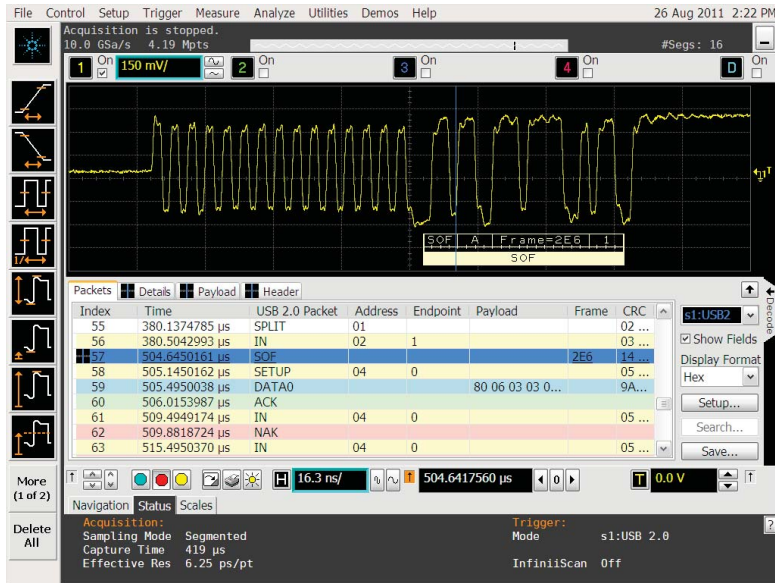 File Control Setup Trigger Measure Analyze Utilities Demos Help 26 Aug 2011 2:22 PM
Acquisition is stopped.
10.0 GSa/s 4.19 Mpts #Segs: 16
1 On 150 mV/ 2 On 3 On 4 On D On
T
SOF A Frame=2E6 1
SOF
Packets Details Payload Header
Index Time USB 2.0 Packet Address Endpoint Payload Frame CRC
55 380.1374785 µs SPLIT 01 02 ...
56 380.5042993 µs IN 02 1 03 ...
57 504.6450161 µs SOF 2E6 14 ...
58 505.1450162 µs SETUP 04 0 05 ...
59 505.4950038 µs DATA0 80 06 03 03 0... 9A...
60 506.0153987 µs ACK
61 509.4949174 µs IN 04 0 05 ...
62 509.8818724 µs NAK
63 515.4950370 µs IN 04 0 05 ...
Decode
s1:USB2
Show Fields
Display Format
Hex
Setup...
Search...
Save...
1/
More
(1 of 2)
Delete
All
H 16.3 ns/ 504.6417560 µs 0 T 0.0 V
Navigation Status Scales
Acquisition:
Sampling Mode Segmented
Capture Time 419 µs
Effective Res 6.25 ps/pt
Trigger:
Mode s1:USB 2.0
InfiniiScan Off
?